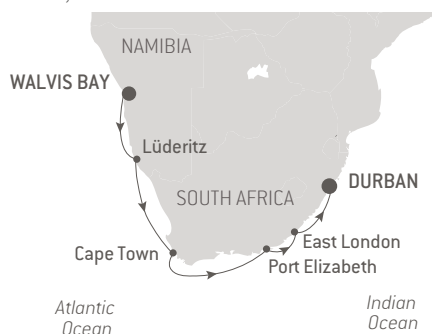 NAMIBIA
WALVIS BAY
Lüderitz
SOUTH AFRICA
DURBAN
East London
Cape Town
Port Elizabeth
Atlantic
Ocean
Indian
Ocean